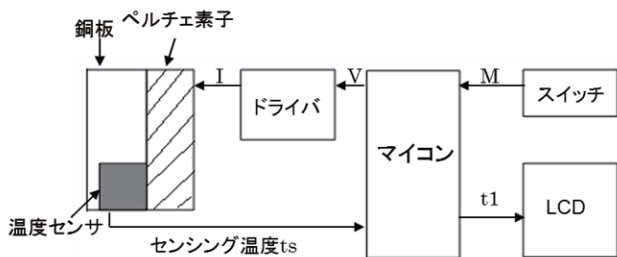 ペルチェ素子
銅板
I
V
M
ドライバ
マイコン
スイッチ
温度センサ
t1
LCD
センシング温度ts